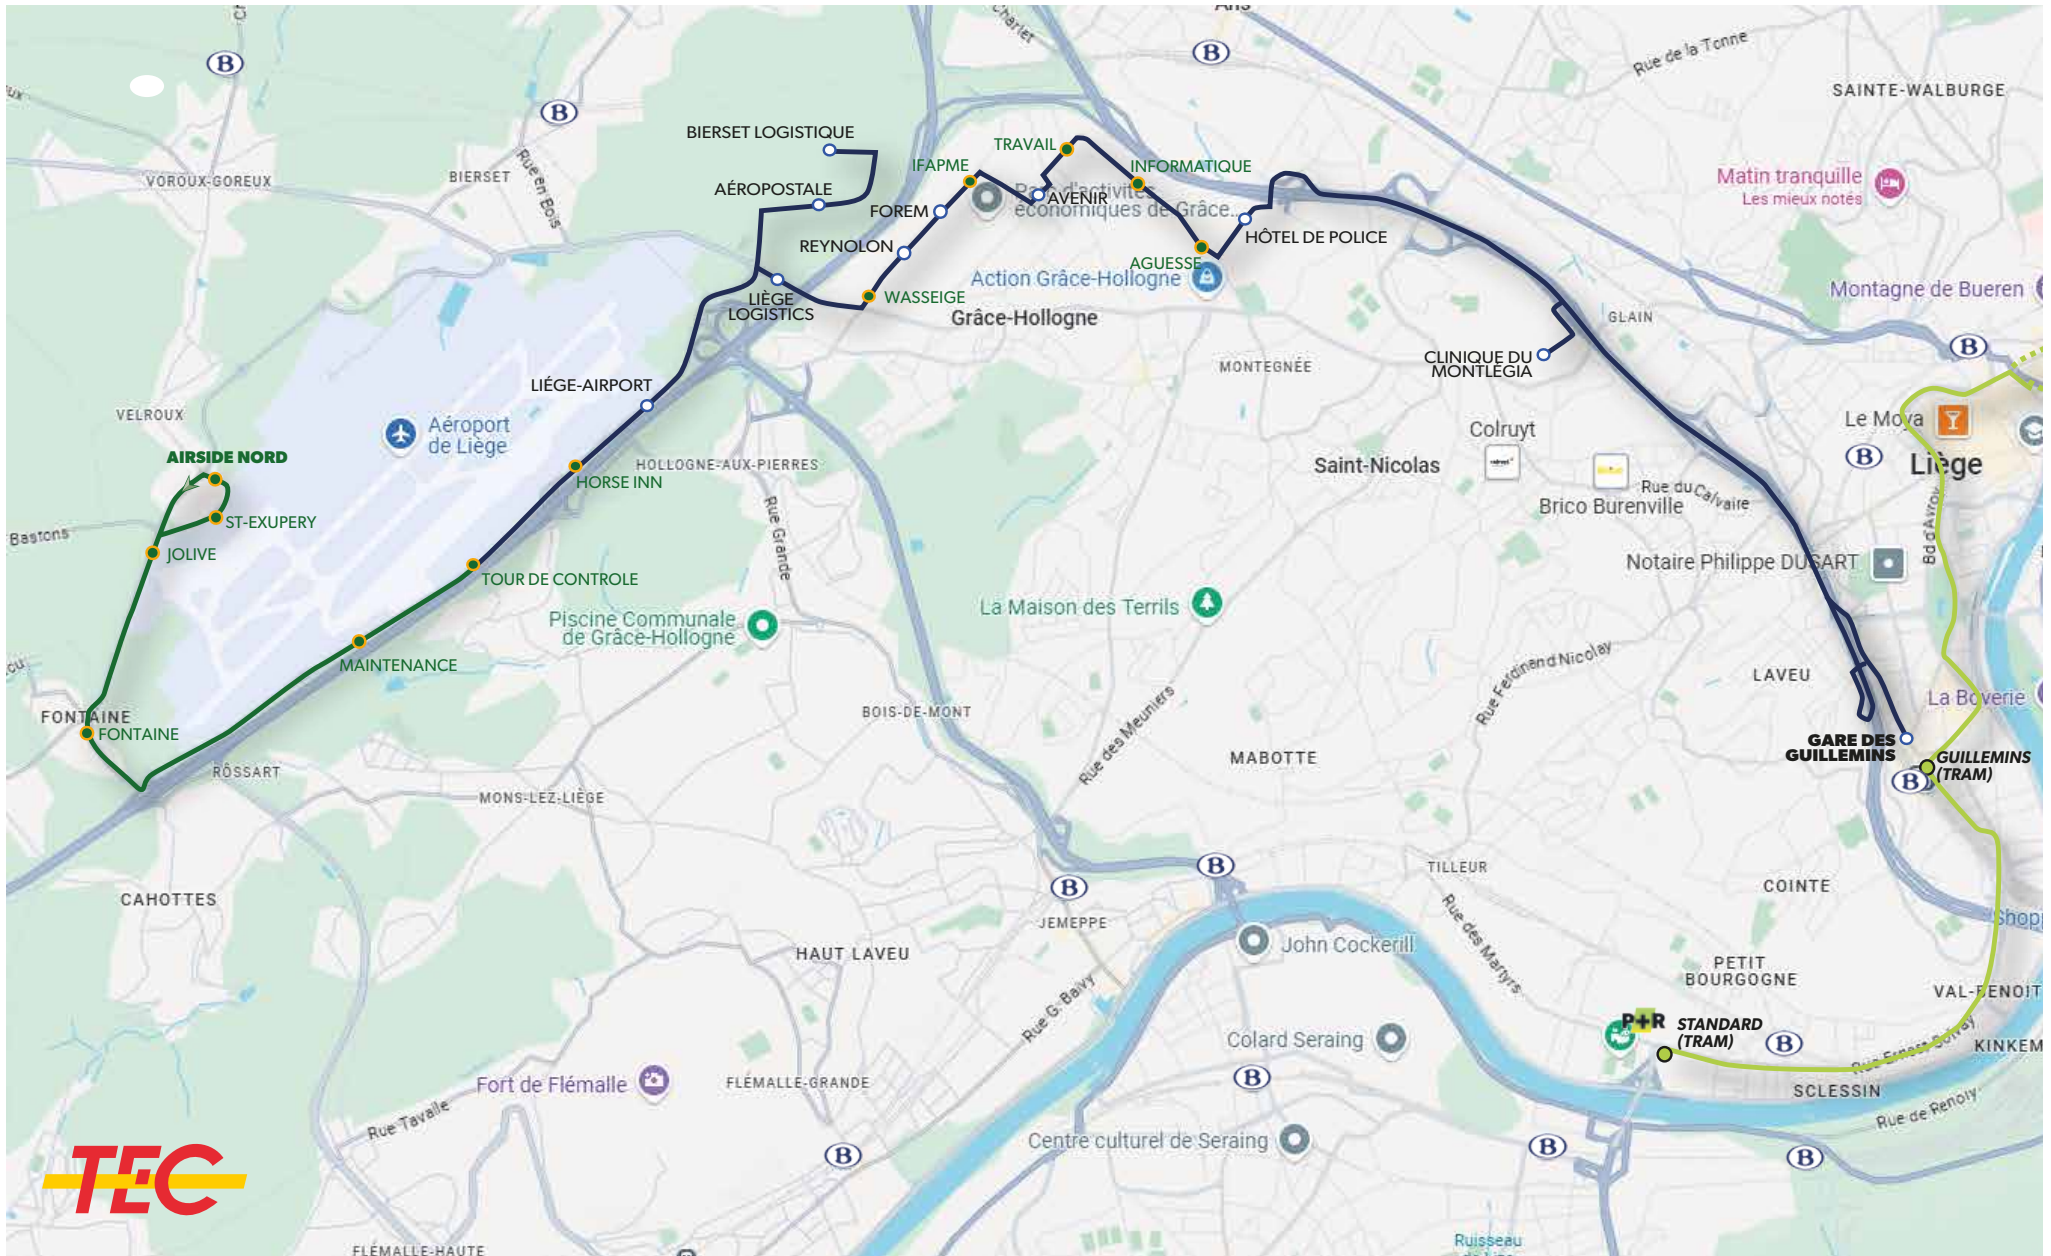 Ans
Charlet
Rue de la Tonne
SAINTE-WALBURGE
B
B
B
BIERSET LOGISTIQUE
TRAVAIL
IFAPME
INFORMATIQUE
VOROUX-GOREUX
BIERSET
Rue en Bois
AÉROPOSTALE
FOREM
AVENIR
économiques de Grâce...
Matin tranquille
Les mieux notés
REYNOLON
HÔTEL DE POLICE
AGUESSE
Action Grâce-Hollogne
LIÈGE
LOGISTICS
WASSEIGE
Grâce-Hollogne
Montagne de Bueren
GLAIN
B
MONTEGNÉE
CLINIQUE DU
MONTLÉGIA
LIÉGE-AIRPORT
VELROUX
Aéroport
de Liège
Le Moya
Colruyt
AIRSIDE NORD
HOLLOGNE-AUX-PIERRES
Saint-Nicolas
B
Liège
HORSE INN
Rue du Calvaire
Brico Burenville
Bd d'Avroy
ST-EXUPERY
Bastons
Rue Grande
JOLIVE
TOUR DE CONTROLE
Notaire Philippe DUSART
La Maison des Terrils
Piscine Communale
de Grâce-Hollogne
MAINTENANCE
Rue Ferdinand Nicolay
LAVEU
La Boverie
FONTAINE
FONTAINE
BOIS-DE-MONT
Rue des Meuniers
GARE DES
GUILLEMINS
GUILLEMINS
(TRAM)
B
MABOTTE
RÔSSART
MONS-LEZ-LIÈGE
B
TILLEUR
COINTE
B
CAHOTTES
JEMEPPE
Rue des Martyrs
Shopp
HAUT LAVEU
John Cockerill
PETIT
BOURGOGNE
VAL-BENOIT
Rue G. Baivy
P+R
STANDARD
(TRAM)
B
Rue Ernest Solvay
KINKEM
Colard Seraing
Fort de Flémalle
FLÉMALLE-GRANDE
B
SCLESSIN
Rue de Renory
Rue Tavalle
Centre culturel de Seraing
B
B
B
TEC
FLÉMALLE-HAUTE
Ruisseau